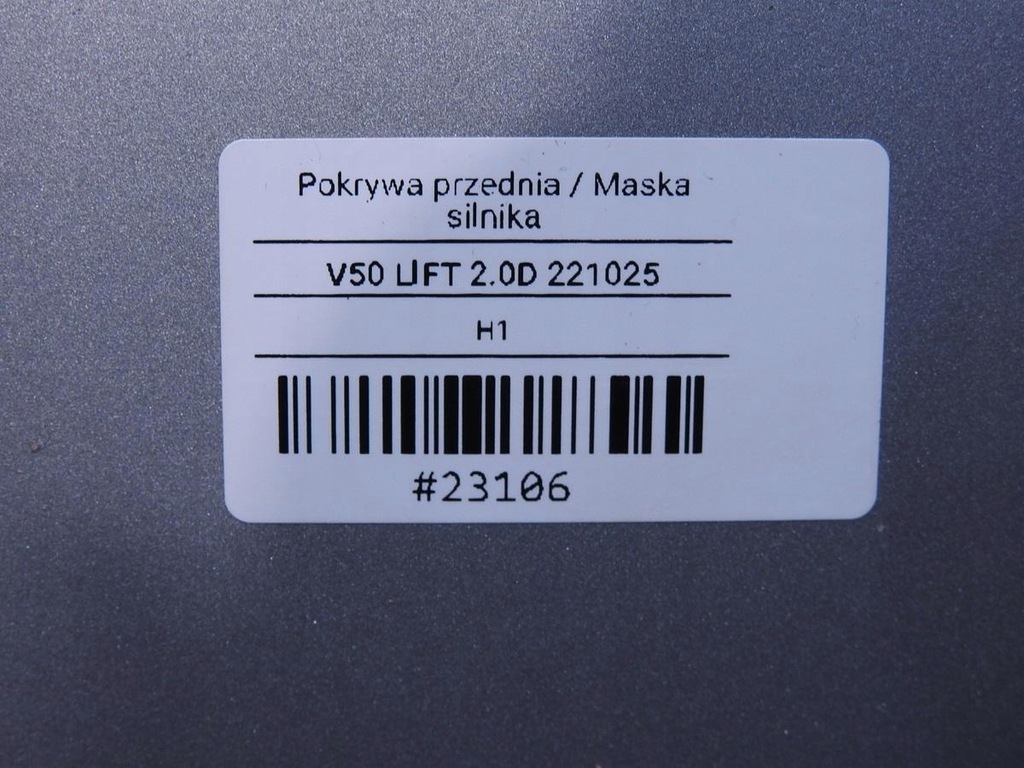 Pokrywa przednia / Maska
silnika
V50 LIFT 2.0D 221025
H1
#23106